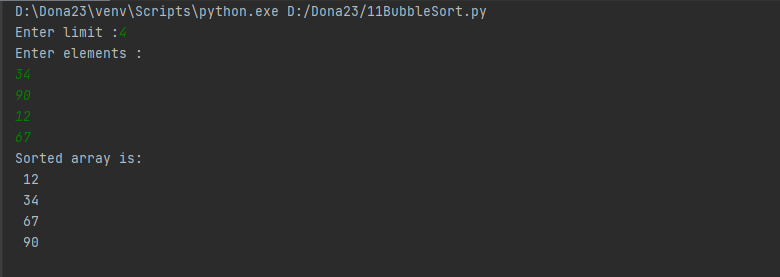 D:\Dona23\venv\Scripts\python.exe D:/Dona23/11BubbleSort.py
Enter limit :4
Enter elements :
34
90
12
67
Sorted array is:
 12
 34
 67
 90